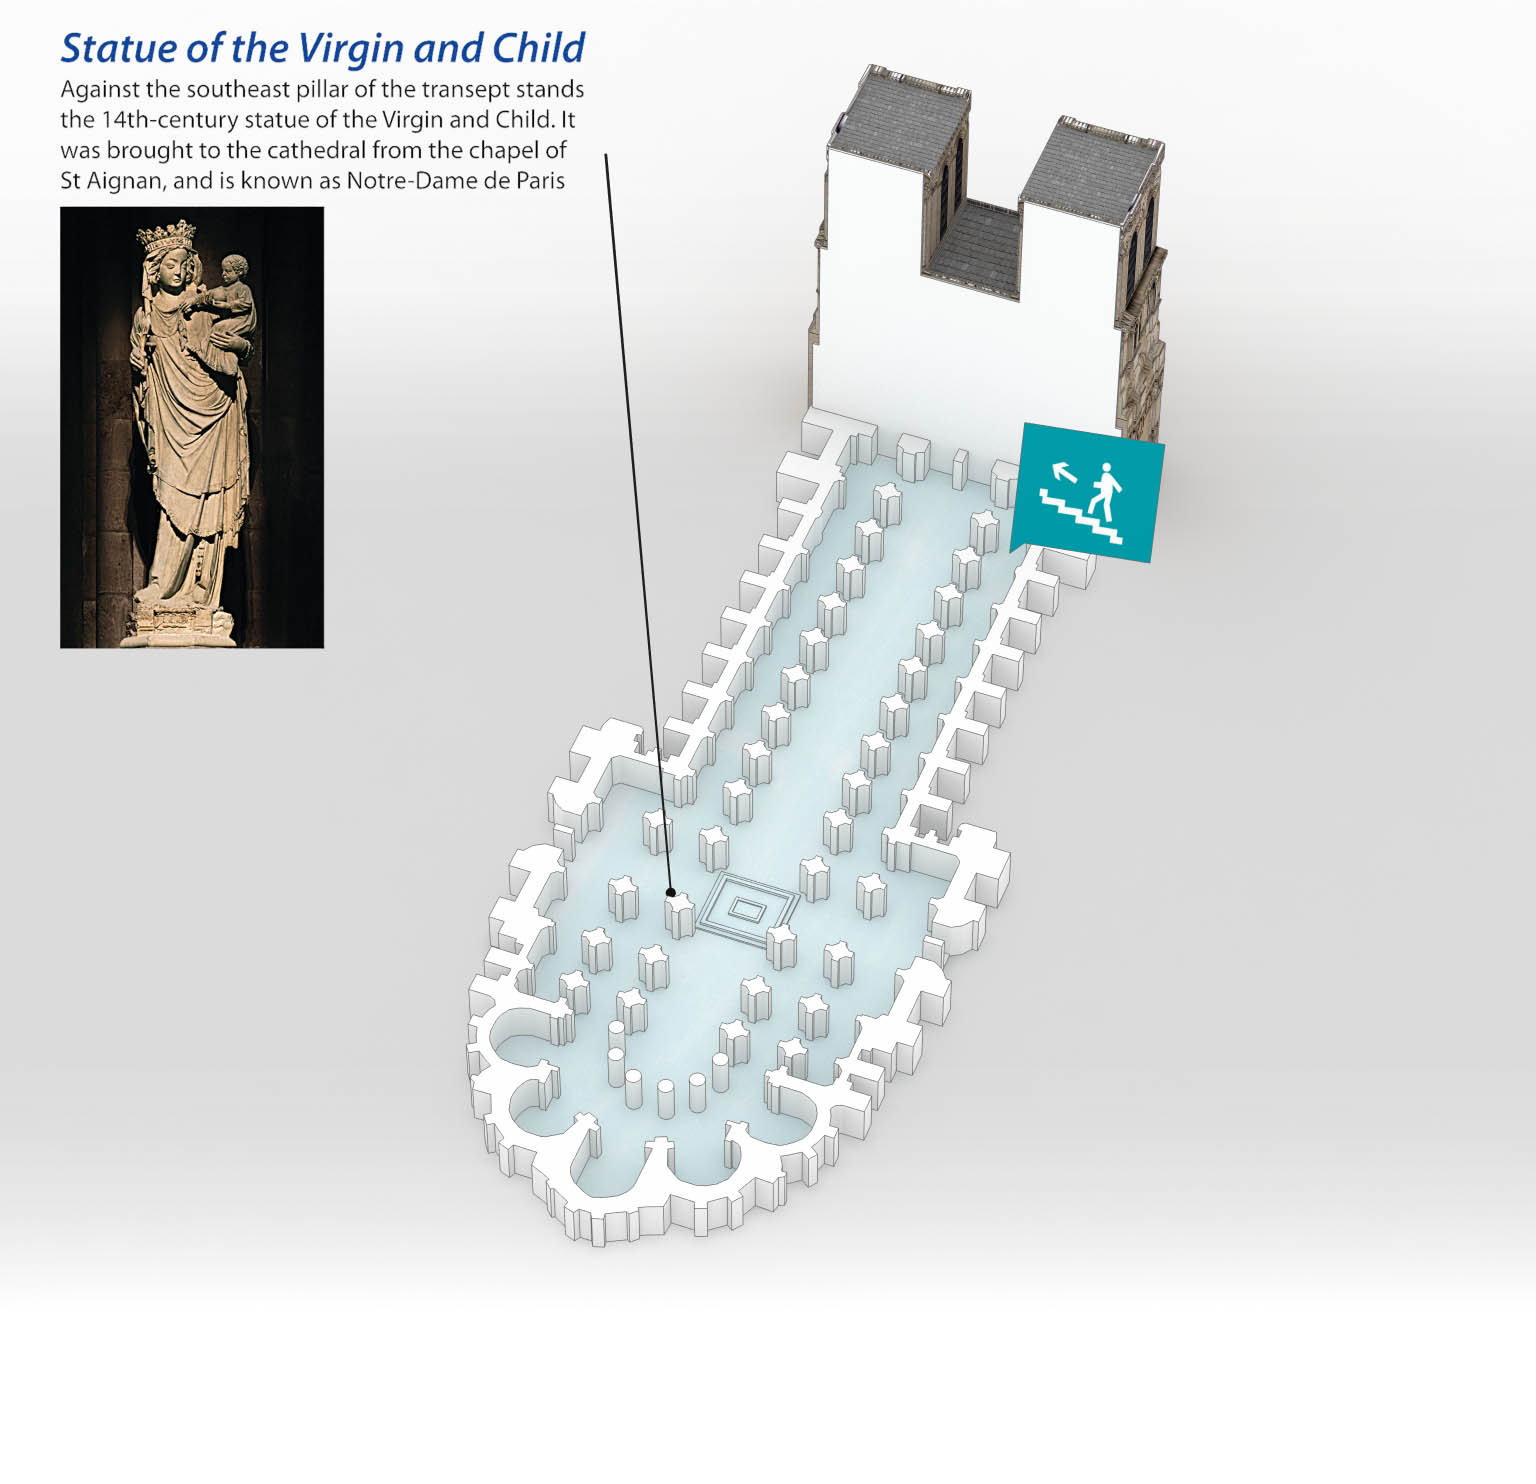 Statue of the Virgin and Child
Against the southeast pillar of the transept stands
the 14th-century statue of the Virgin and Child. It
was brought to the cathedral from the chapel of
St Aignan, and is known as Notre-Dame de Paris